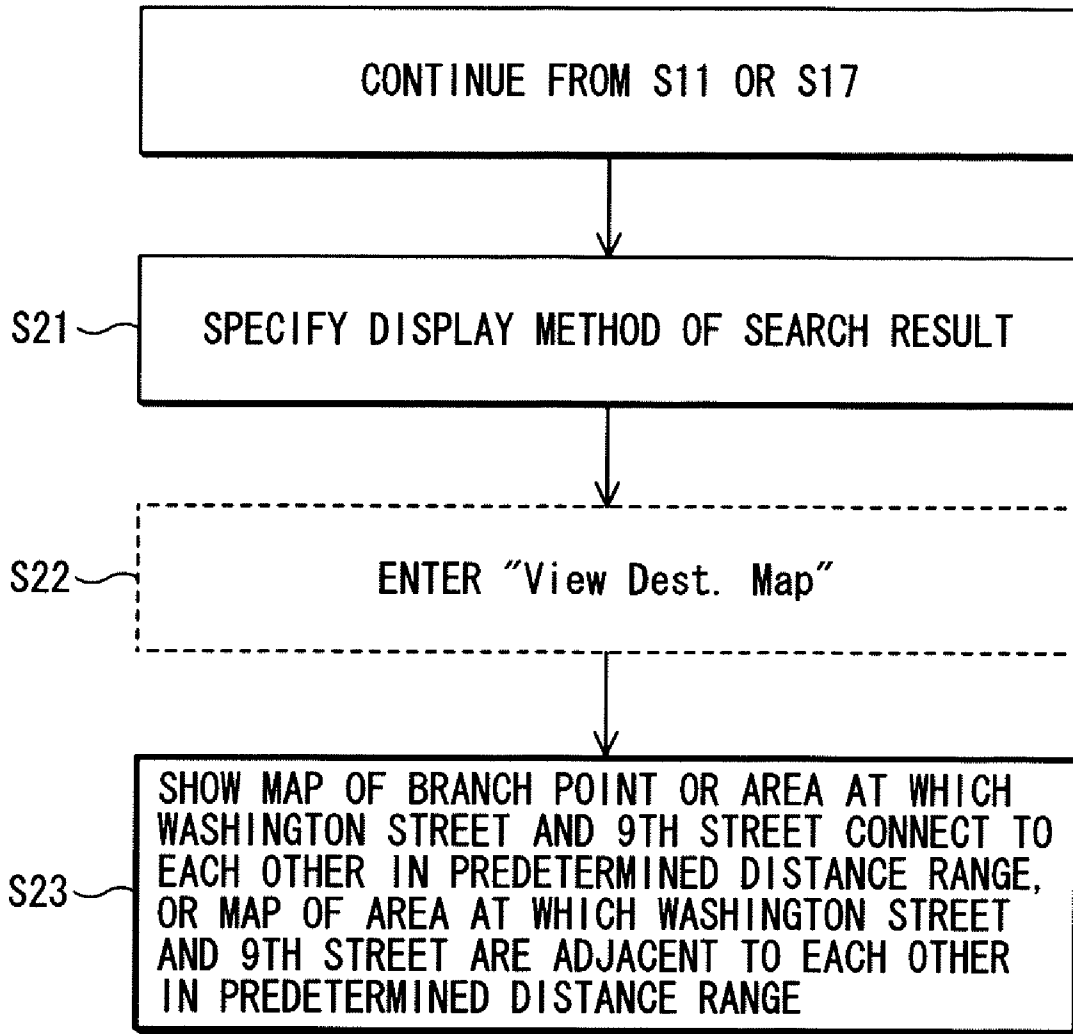 CONTINUE FROM S11 OR S17
S21
SPECIFY DISPLAY METHOD OF SEARCH RESULT
S22
ENTER "View Dest. Map"
S23
SHOW MAP OF BRANCH POINT OR AREA AT WHICH
WASHINGTON STREET AND 9TH STREET CONNECT TO
EACH OTHER IN PREDETERMINED DISTANCE RANGE,
OR MAP OF AREA AT WHICH WASHINGTON STREET
AND 9TH STREET ARE ADJACENT TO EACH OTHER
IN PREDETERMINED DISTANCE RANGE